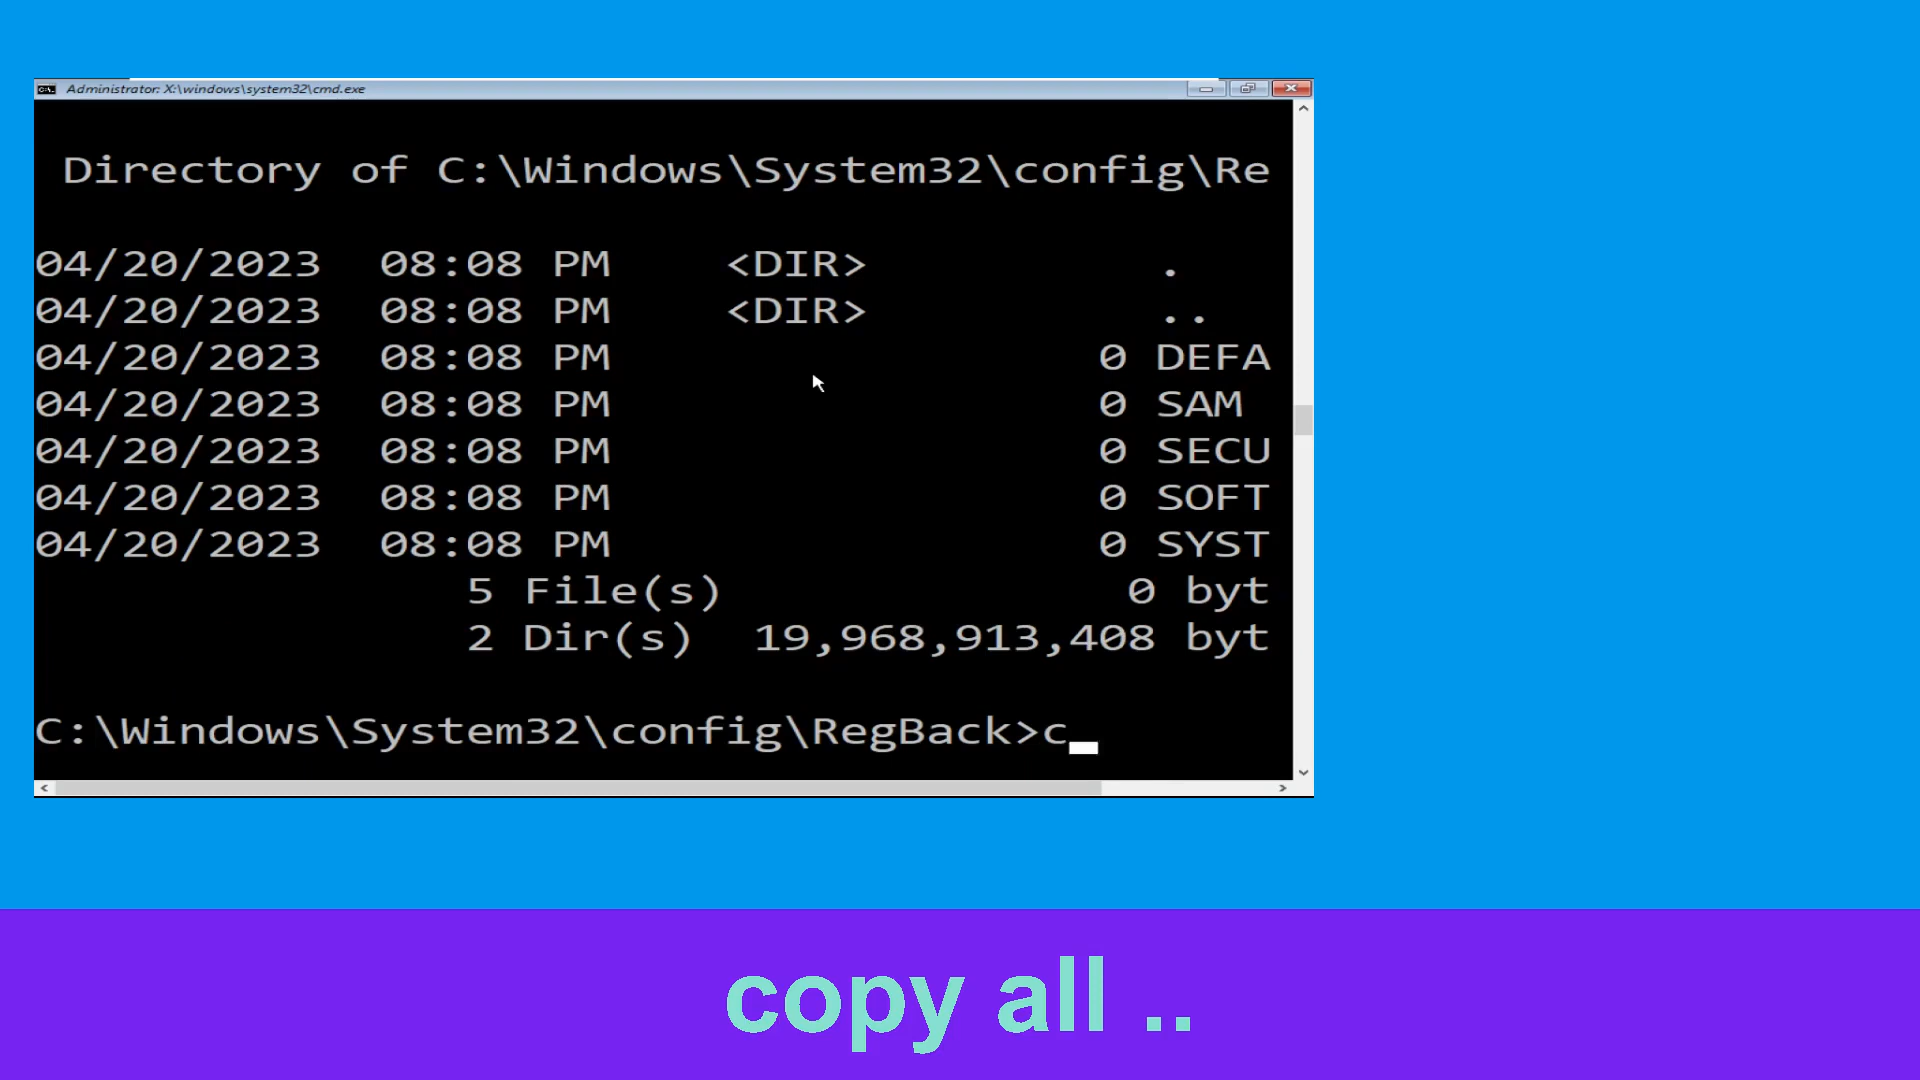 Administrator: X:\windows\system32\cmd.exe
Directory of C:\Windows\System32\config\Re
04/20/2023 08:08 PM <DIR> .
04/20/2023 08:08 PM <DIR> ..
04/20/2023 08:08 PM 0 DEFA
04/20/2023 08:08 PM 0 SAM
04/20/2023 08:08 PM 0 SECU
04/20/2023 08:08 PM 0 SOFT
04/20/2023 08:08 PM 0 SYST
5 File(s) 0 byt
2 Dir(s) 19,968,913,408 byt
C:\Windows\System32\config\RegBack>c
copy all ..